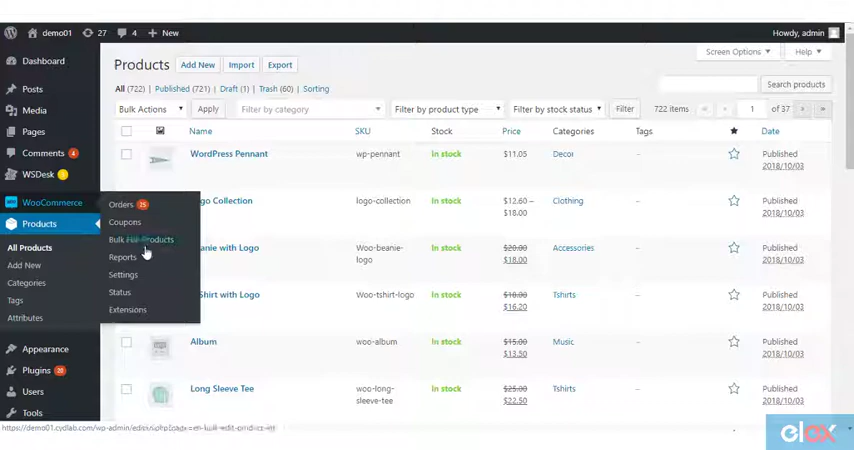 demo01 27 4 New Howdy, admin
Dashboard
Posts
Media
Pages
Comments 4
WSDesk
WooCommerce
Products
All Products
Add New
Categories
Tags
Attributes
Appearance
Plugins 20
Users
Tools
Orders 25
Coupons
Bulk Products
Reports
Settings
Status
Extensions
Screen Options Help
Products Add New Import Export
All (722) | Published (721) | Draft (1) | Trash (60) | Sorting
Search products
Bulk Actions Apply Filter by category Filter by product type Filter by stock status Filter 722 items « ‹ 1 of 37 › »
Name SKU Stock Price Categories Tags Date
WordPress Pennant wp-pennant In stock $11.05 Decor – Published
2018/10/03
go Collection logo-collection In stock $12.60 – Clothing – Published
$18.00 2018/10/03
eanie with Logo Woo-beanie- In stock $20.00 Accessories – Published
logo $18.00 2018/10/03
Shirt with Logo Woo-tshirt-logo In stock $18.00 Tshirts – Published
$16.20 2018/10/03
Album woo-album In stock $15.00 Music – Published
$13.50 2018/10/03
Long Sleeve Tee woo-long- In stock $25.00 Tshirts – Published
sleeve-tee $22.50 2018/10/03
elex